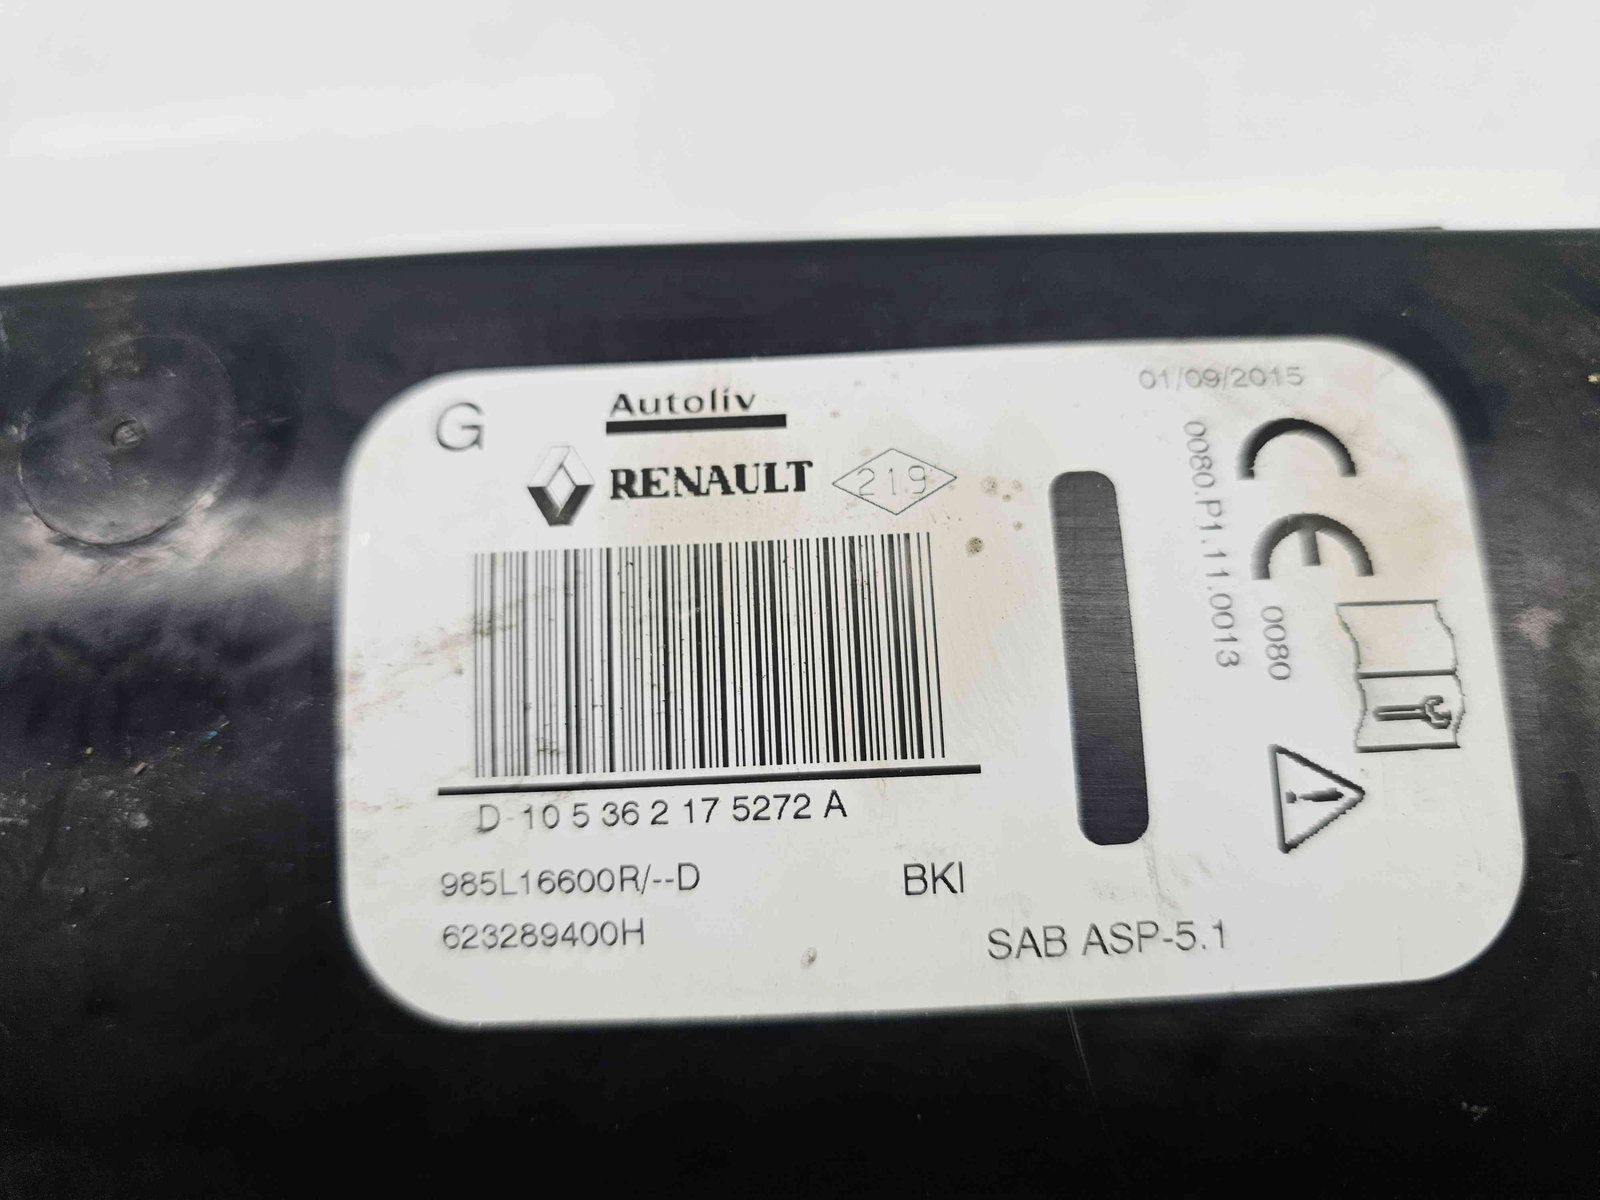 G
Autoliv
RENAULT
219
01/09/2015
0080.P1.11.0013
CE
0080
D 10 5 36 2 17 5272 A
985L16600R/--D
BKI
623289400H
SAB ASP-5.1